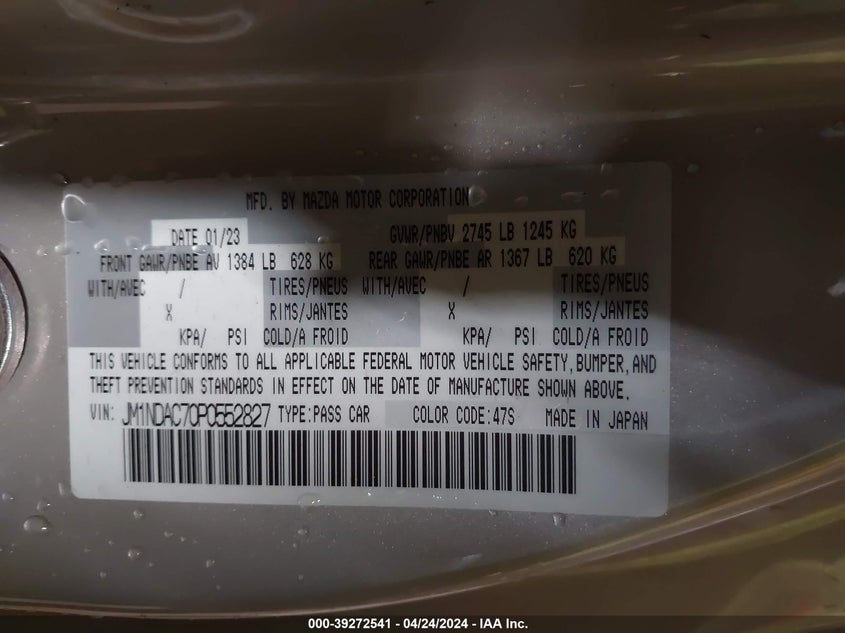 MFD. BY MAZDA MOTOR CORPORATION
DATE 01/23 GVWR/PNBV 2745 LB 1245 KG
FRONT GAWR/PNBE AV 1384 LB 628 KG REAR GAWR/PNBE AR 1367 LB 620 KG
WITH/AVEC / TIRES/PNEUS WITH/AVEC / TIRES/PNEUS
X RIMS/JANTES X RIMS/JANTES
KPA/ PSI COLD/A FROID KPA/ PSI COLD/A FROID
THIS VEHICLE CONFORMS TO ALL APPLICABLE FEDERAL MOTOR VEHICLE SAFETY,BUMPER,AND
THEFT PREVENTION STANDARDS IN EFFECT ON THE DATE OF MANUFACTURE SHOWN ABOVE.
VIN: JM1NDAC70P0552827 TYPE:PASS CAR COLOR CODE:47S MADE IN JAPAN
000-39272541 - 04/24/2024 - IAA Inc.